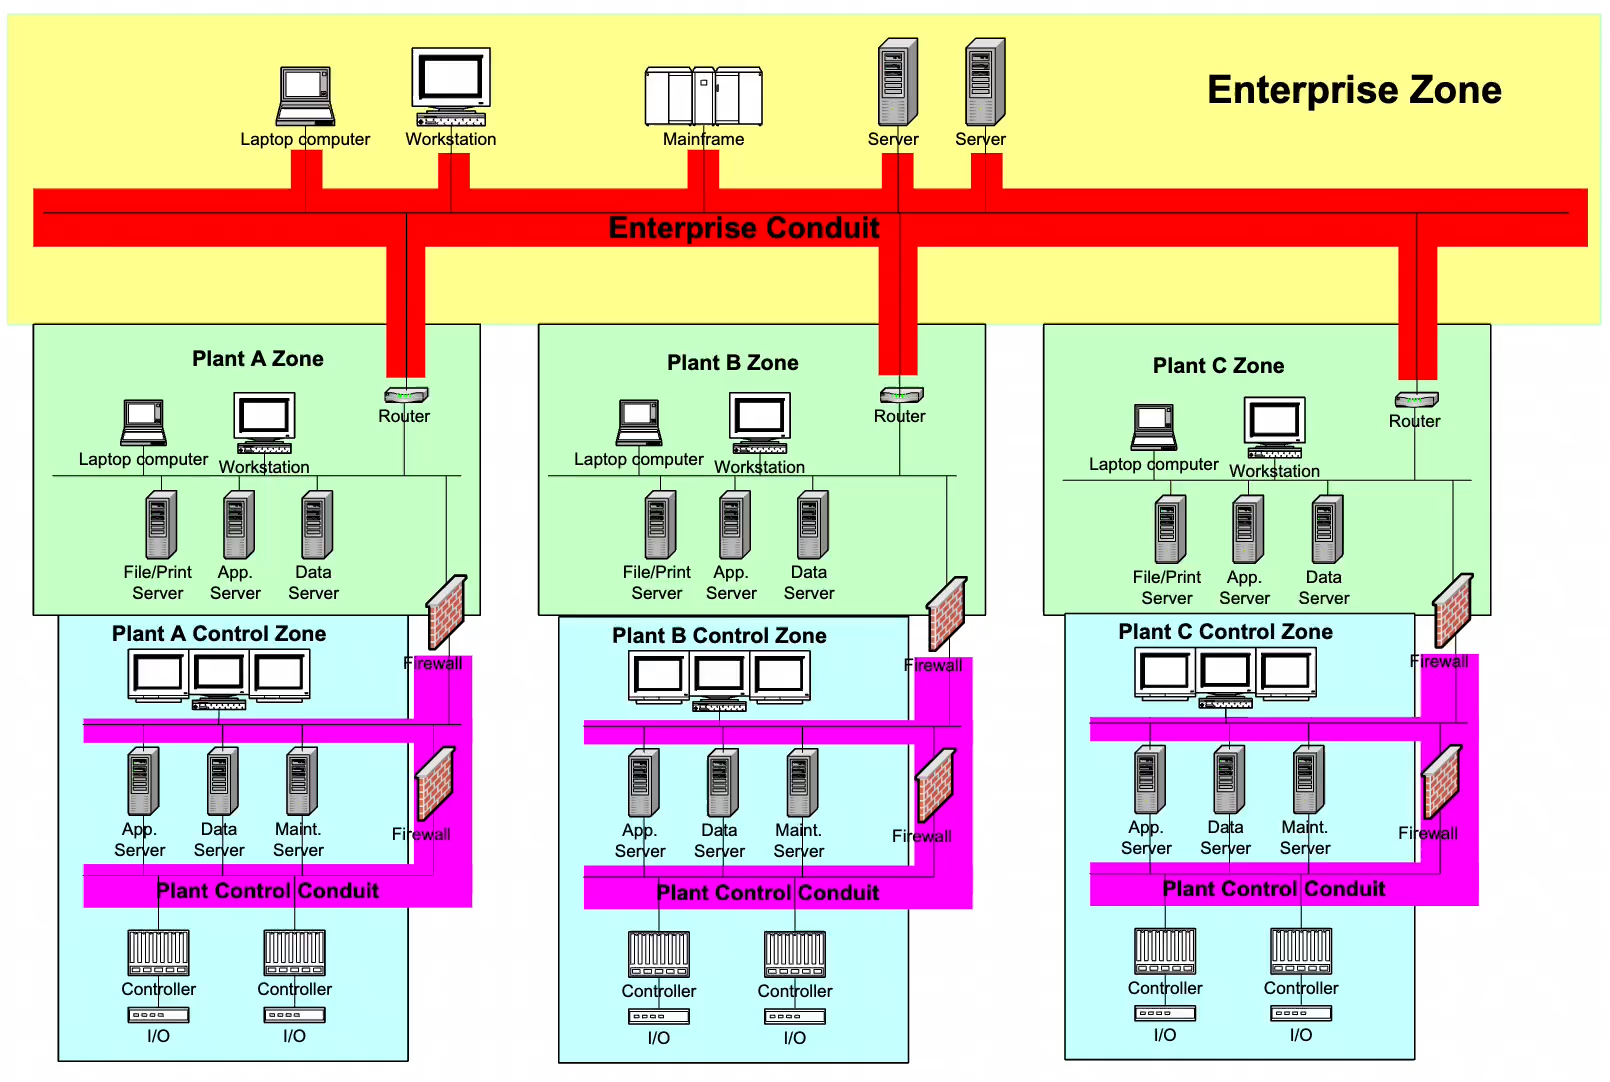 Enterprise Zone
Laptop computer
Workstation
Mainframe
Server
Server
Enterprise Conduit
Plant A Zone
Router
Laptop computer
Workstation
File/Print
Server
App.
Server
Data
Server
Firewall
Plant A Control Zone
App.
Server
Data
Server
Maint.
Server
Firewall
Plant Control Conduit
Controller
Controller
I/O
I/O
Plant B Zone
Router
Laptop computer
Workstation
File/Print
Server
App.
Server
Data
Server
Firewall
Plant B Control Zone
App.
Server
Data
Server
Maint.
Server
Firewall
Plant Control Conduit
Controller
Controller
I/O
I/O
Plant C Zone
Router
Laptop computer
Workstation
File/Print
Server
App.
Server
Data
Server
Firewall
Plant C Control Zone
App.
Server
Data
Server
Maint.
Server
Firewall
Plant Control Conduit
Controller
Controller
I/O
I/O